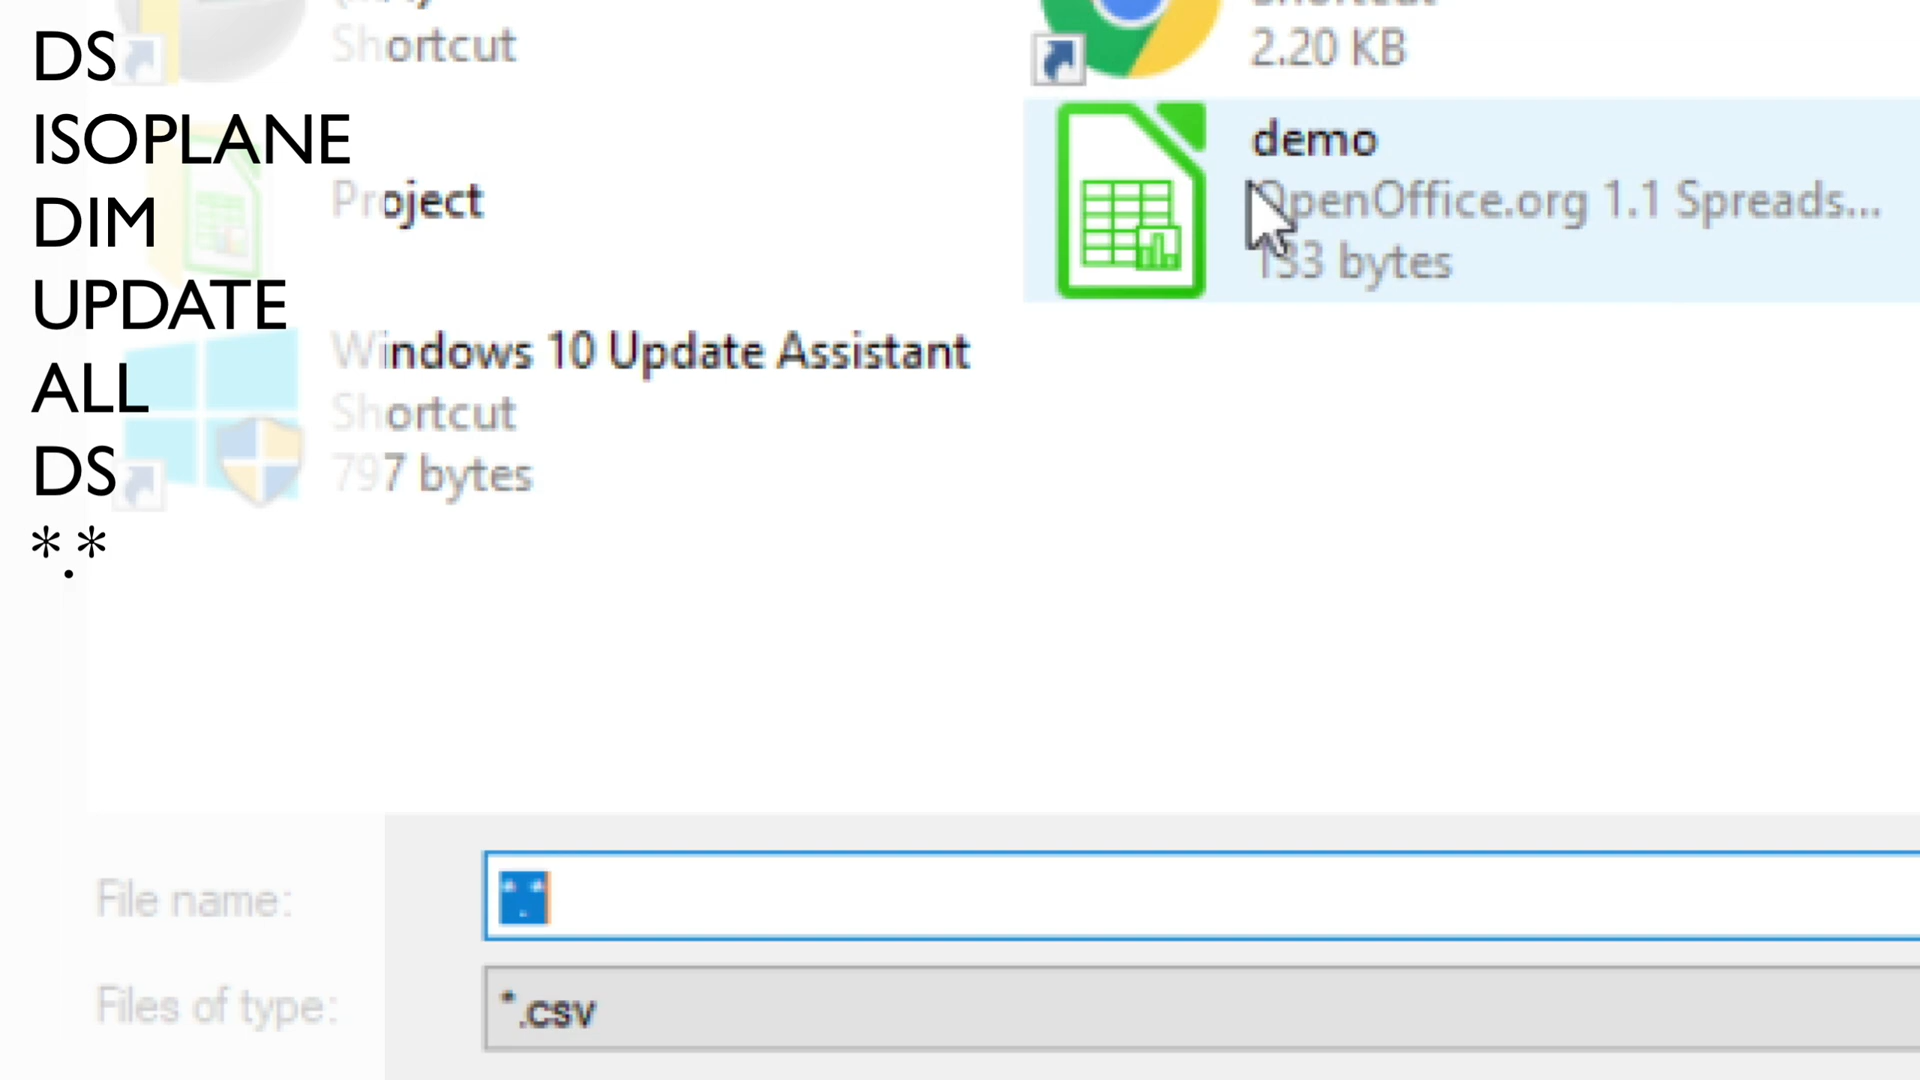 DS
ISOPLANE
DIM
UPDATE
ALL
DS
*.*
Shortcut
Project
Windows 10 Update Assistant
Shortcut
797 bytes
2.20 KB
demo
OpenOffice.org 1.1 Spreads...
133 bytes
File name:
*.*
Files of type:
*.csv